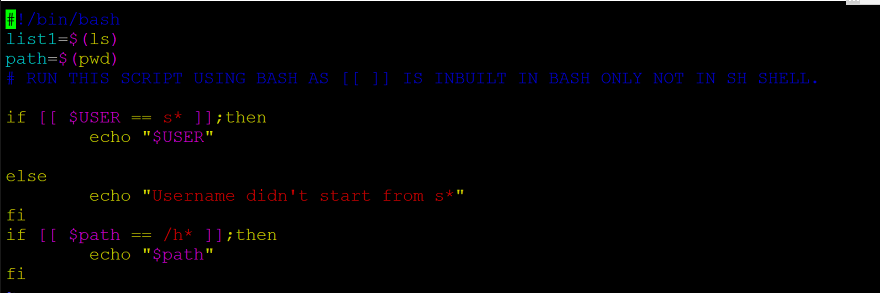 #!/bin/bash
list1=$(ls)
path=$(pwd)
# RUN THIS SCRIPT USING BASH AS [[ ]] IS INBUILT IN BASH ONLY NOT IN SH SHELL.
if [[ $USER == s* ]];then
echo "$USER"
else
echo "Username didn't start from s*"
fi
if [[ $path == /h* ]];then
echo "$path"
fi